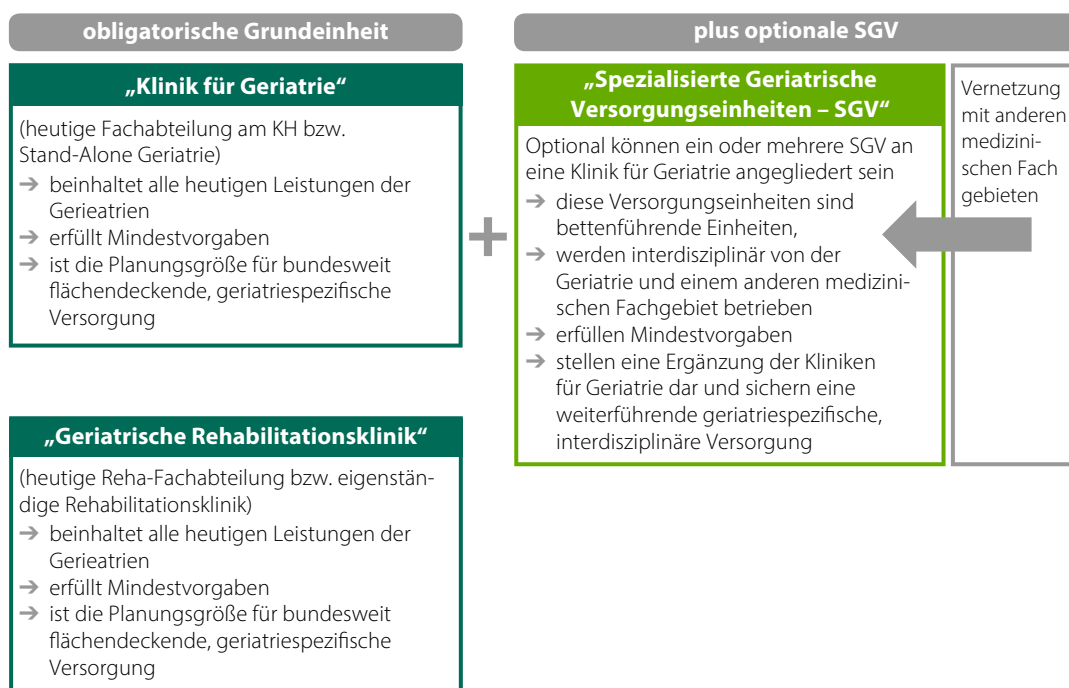 obligatorische Grundeinheit
„Klinik für Geriatrie“
(heutige Fachabteilung am KH bzw.
Stand-Alone Geriatrie)
➔ beinhaltet alle heutigen Leistungen der
Gerieatrien
➔ erfüllt Mindestvorgaben
➔ ist die Planungsgröße für bundesweit
flächendeckende, geriatriespezifische
Versorgung
„Geriatrische Rehabilitationsklinik“
(heutige Reha-Fachabteilung bzw. eigenstän-
dige Rehabilitationsklinik)
➔ beinhaltet alle heutigen Leistungen der
Gerieatrien
➔ erfüllt Mindestvorgaben
➔ ist die Planungsgröße für bundesweit
flächendeckende, geriatriespezifische
Versorgung
+
plus optionale SGV
„Spezialisierte Geriatrische
Versorgungseinheiten – SGV“
Optional können ein oder mehrere SGV an
eine Klinik für Geriatrie angegliedert sein
➔ diese Versorgungseinheiten sind
bettenführende Einheiten,
➔ werden interdisziplinär von der
Geriatrie und einem anderen medizini-
schen Fachgebiet betrieben
➔ erfüllen Mindestvorgaben
➔ stellen eine Ergänzung der Kliniken
für Geriatrie dar und sichern eine
weiterführende geriatriespezifische,
interdisziplinäre Versorgung
Vernetzung
mit anderen
medizini-
schen Fach
gebieten